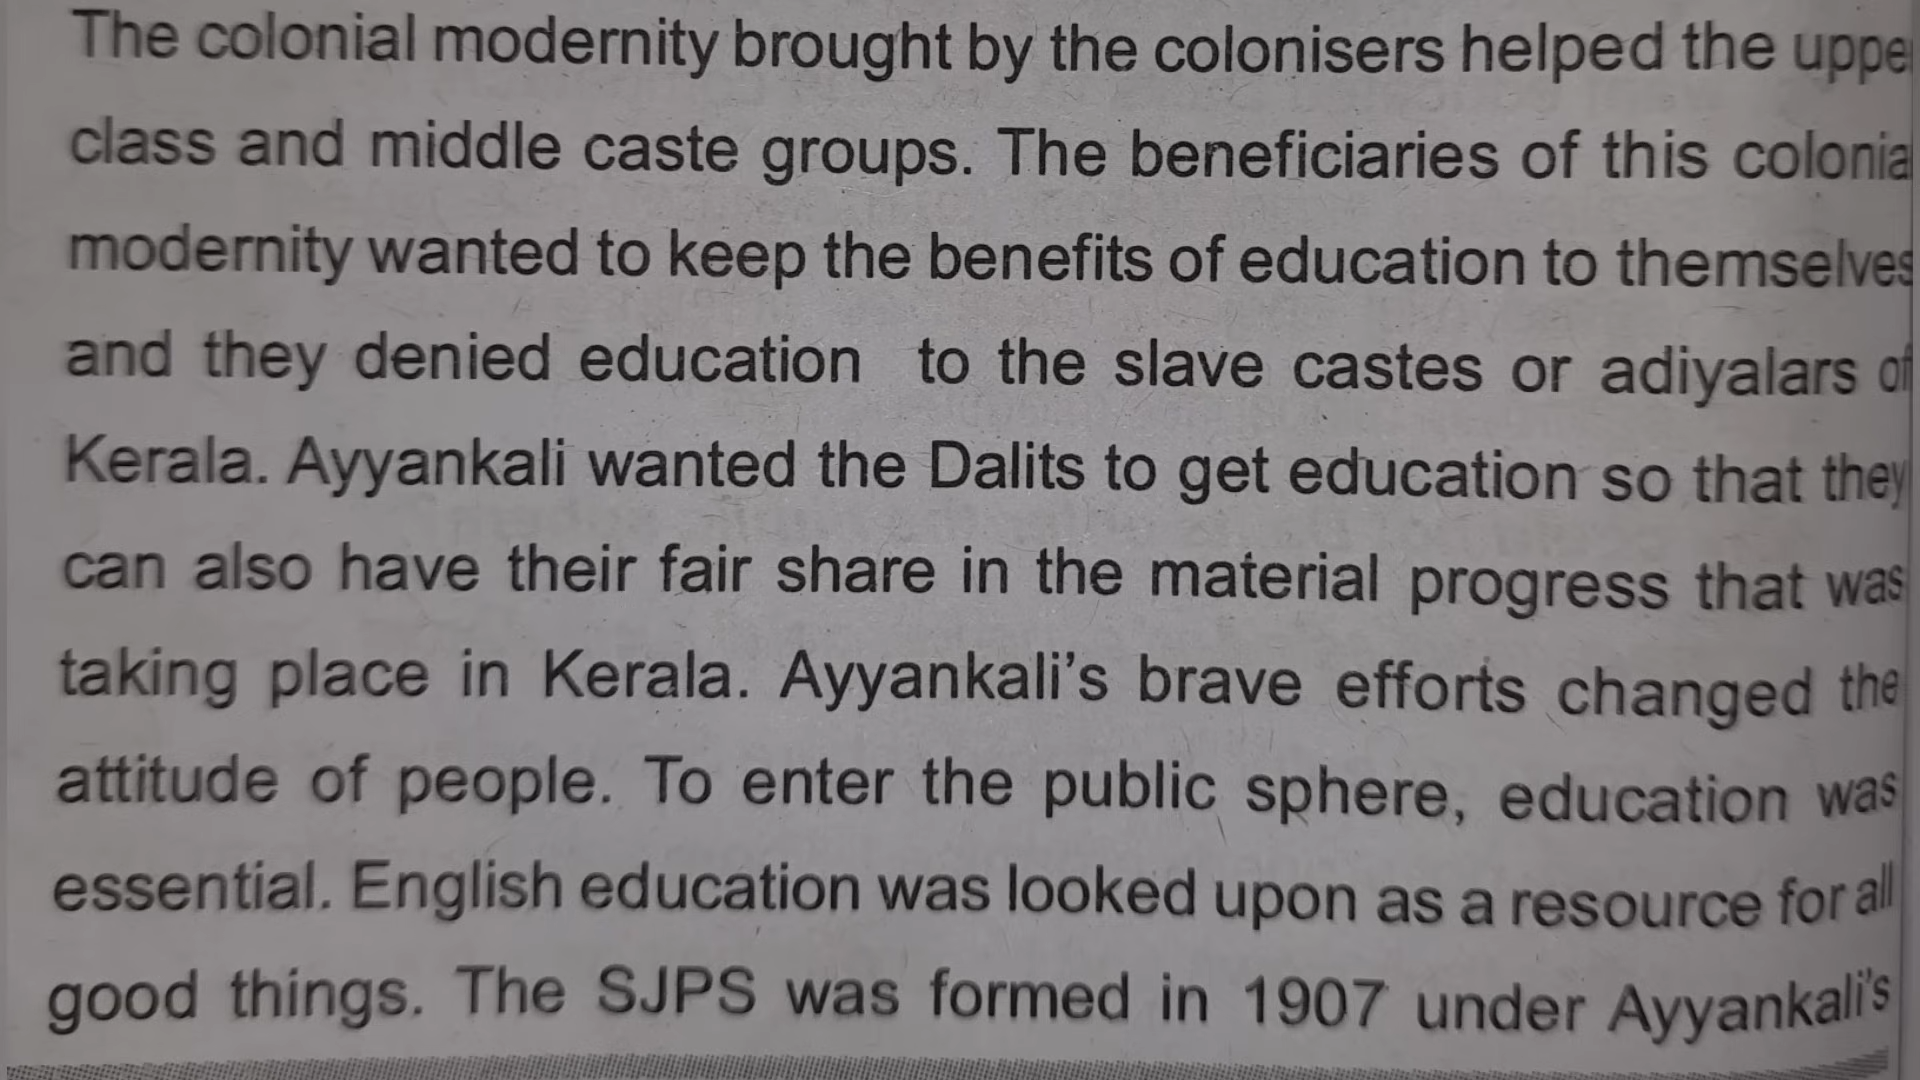 The colonial modernity brought by the colonisers helped the uppe
class and middle caste groups. The beneficiaries of this colonia
modernity wanted to keep the benefits of education to themselves
and they denied education to the slave castes or adiyalars of
Kerala. Ayyankali wanted the Dalits to get education so that they
can also have their fair share in the material progress that was
taking place in Kerala. Ayyankali's brave efforts changed the
attitude of people. To enter the public sphere, education was
essential. English education was looked upon as a resource for all
good things. The SJPS was formed in 1907 under Ayyankali's